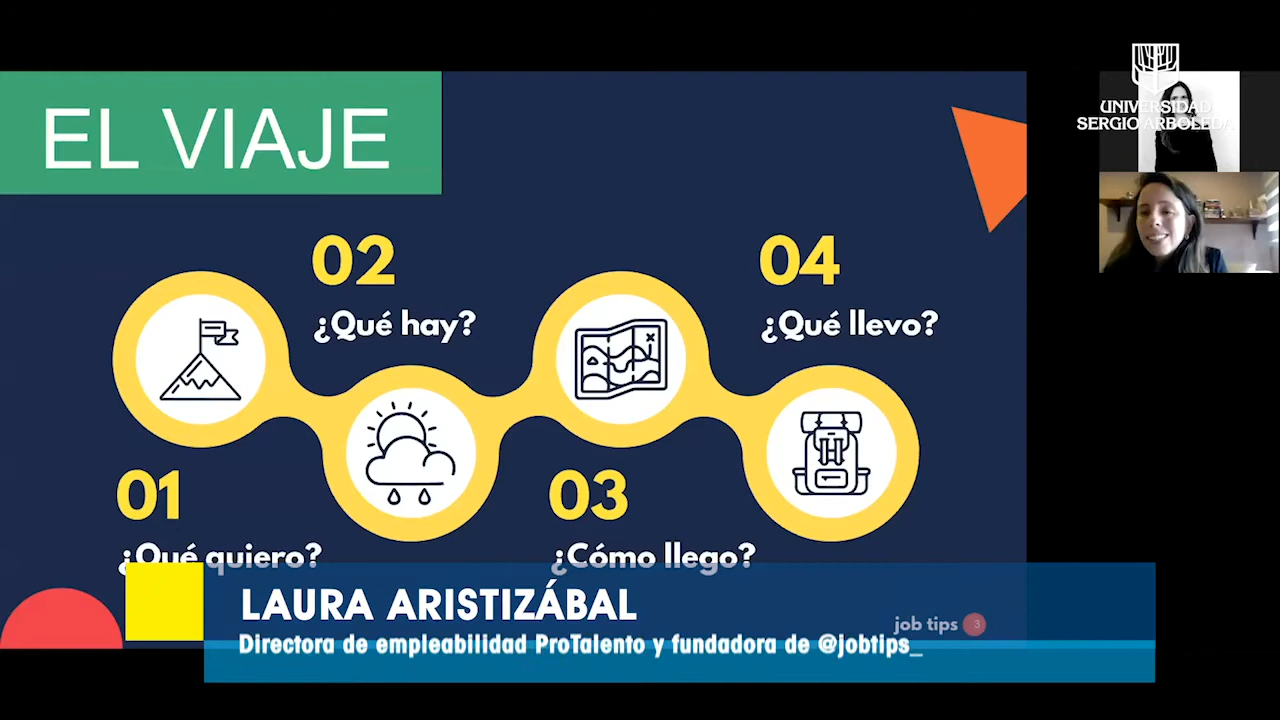 EL VIAJE
UNIVERSIDAD
SERGIO ARBOLEDA
02
¿Qué hay?
04
¿Qué llevo?
01
¿Qué quiero?
03
¿Cómo llego?
LAURA ARISTIZÁBAL
Directora de empleabilidad ProTalento y fundadora de @jobtips_
job tips 3